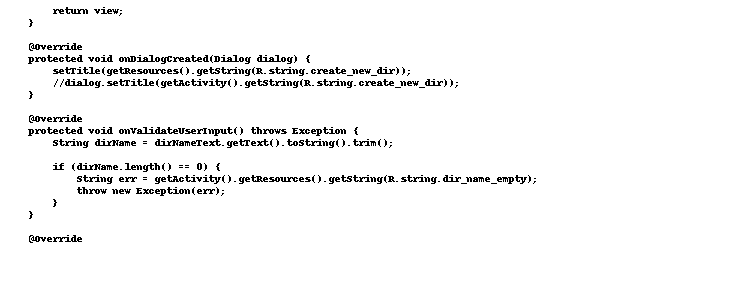 return view;
}
@Override
protected void onDialogCreated(Dialog dialog) {
setTitle(getResources().getString(R.string.create_new_dir));
//dialog.setTitle(getActivity().getString(R.string.create_new_dir));
}
@Override
protected void onValidateUserInput() throws Exception {
String dirName = dirNameText.getText().toString().trim();
if (dirName.length() == 0) {
String err = getActivity().getResources().getString(R.string.dir_name_empty);
throw new Exception(err);
}
}
@Override